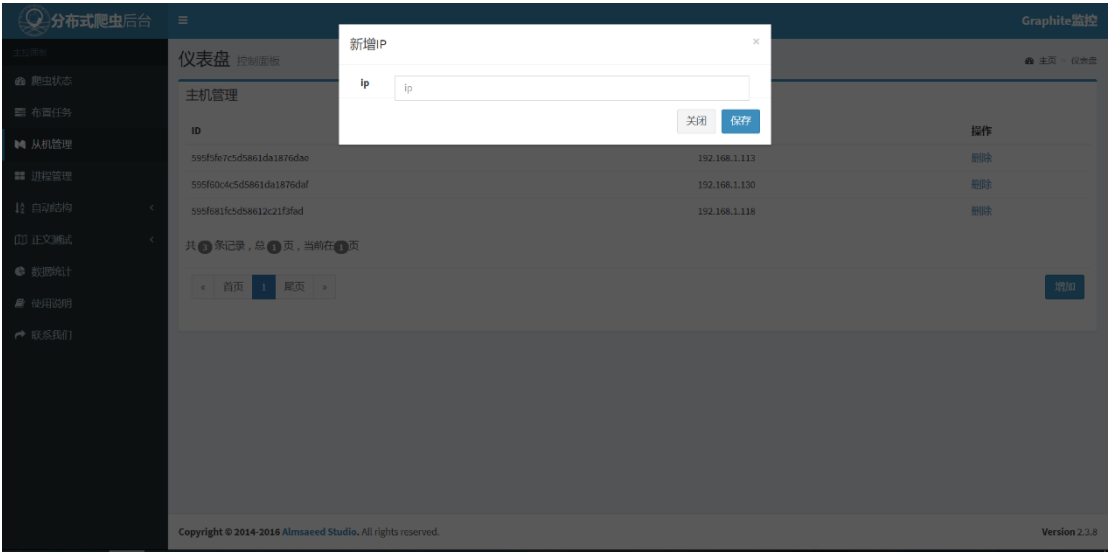 分布式爬虫后台
Graphite监控
主控面板
爬虫状态
布置任务
从机管理
进程管理
自动结构
正文测试
数据统计
使用说明
联系我们
仪表盘 控制面板
主页 > 仪表盘
主机管理
ID
操作
595f5fe7c5d5861da1876dae 192.168.1.113 删除
595f60c4c5d5861da1876daf 192.168.1.130 删除
595f681fc5d58612c21f3fad 192.168.1.118 删除
共 3 条记录，总 1 页，当前在 1 页
« 首页 1 尾页 »
增加
新增IP ×
ip ip
关闭 保存
Copyright © 2014-2016 Almsaeed Studio. All rights reserved.
Version 2.3.8